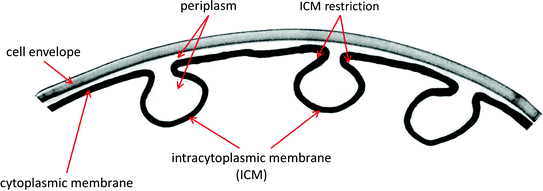 periplasm
ICM restriction
cell envelope
intracytoplasmic membrane
(ICM)
cytoplasmic membrane